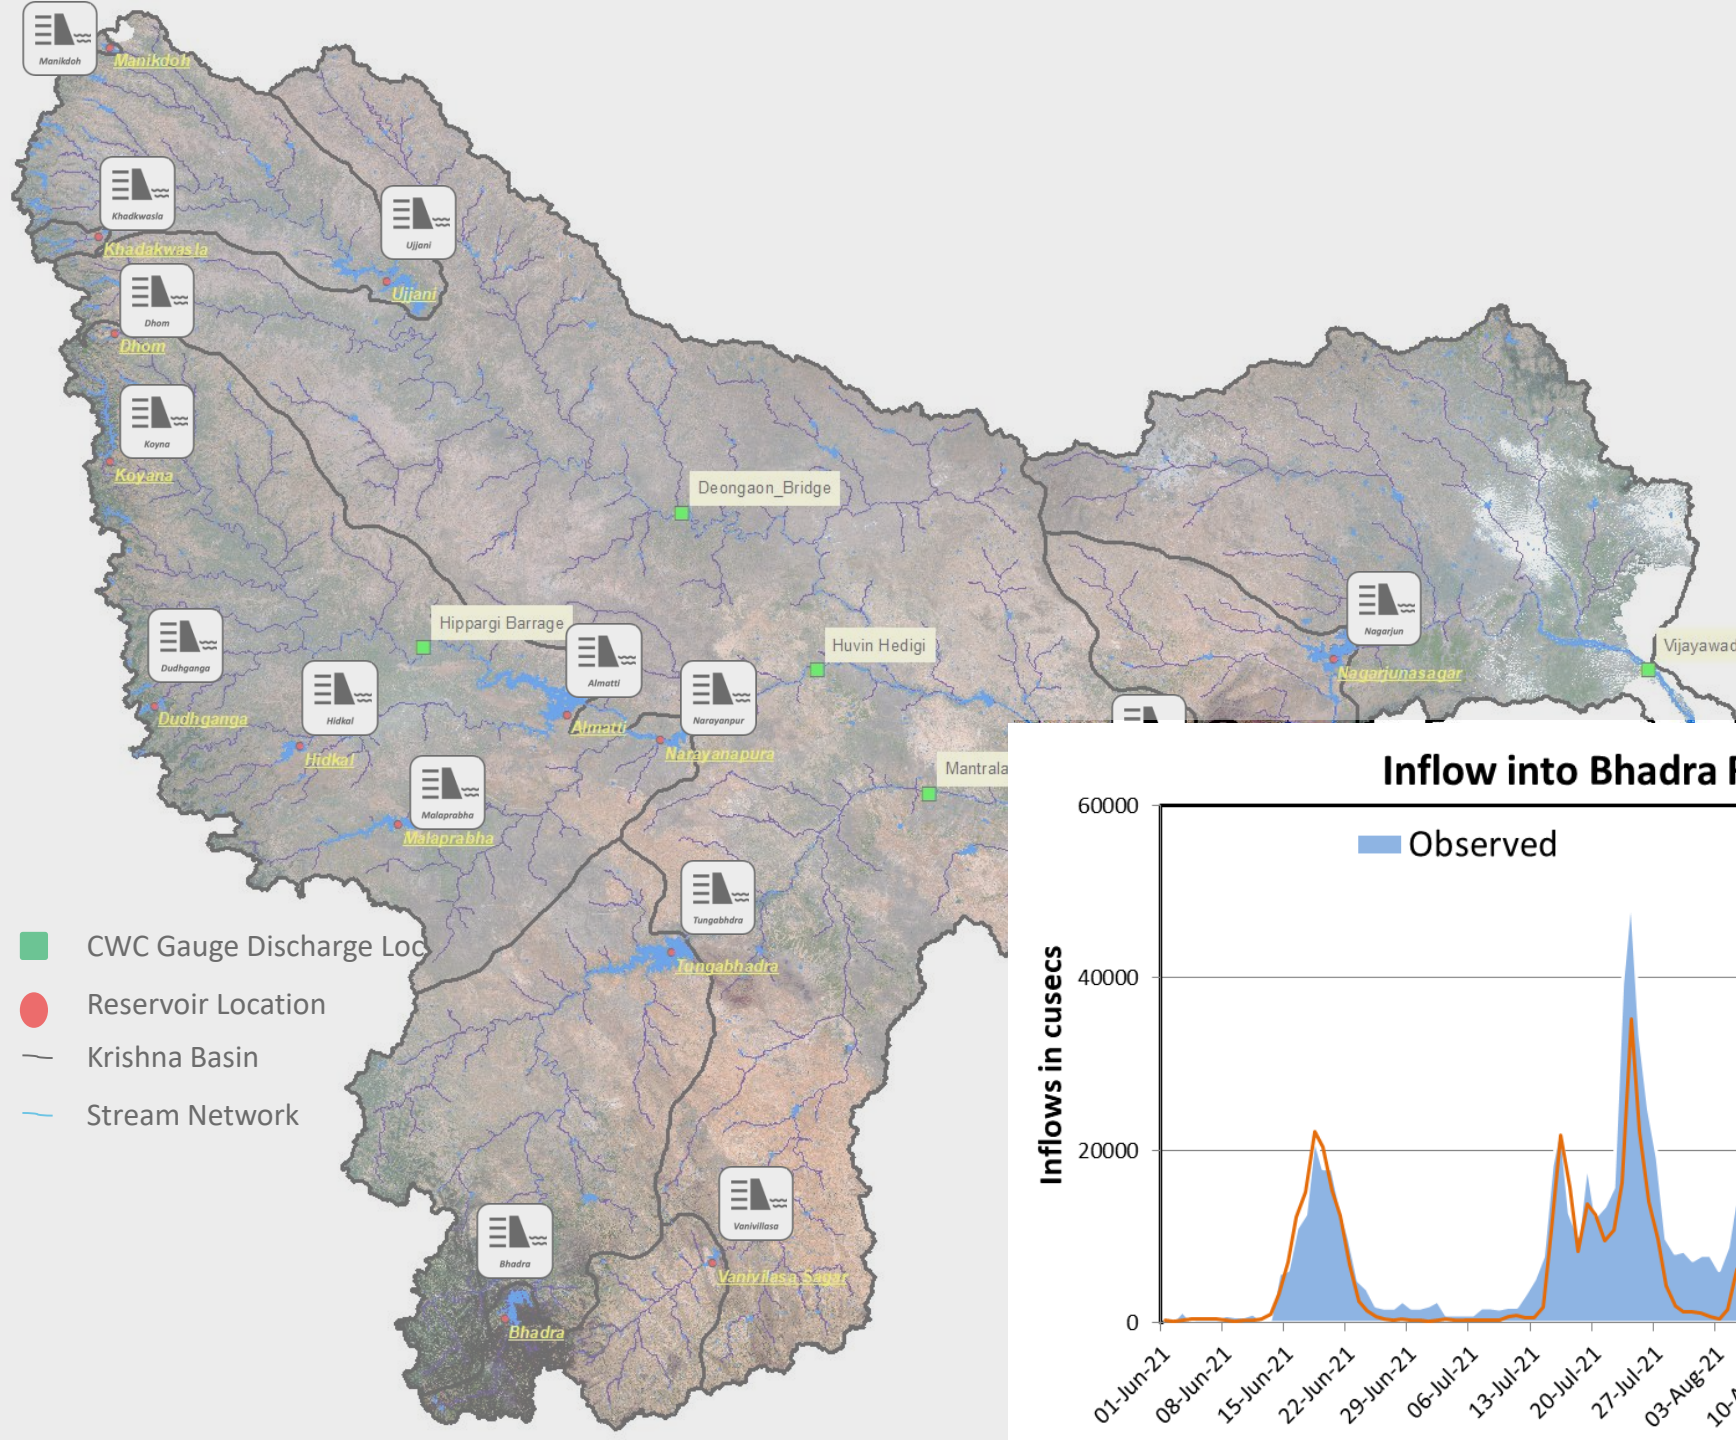 Manikdoh
Manikdoh
Khadkwasla
Khadakwasla
Ujjani
Ujjani
Dhom
Dhom
Koyna
Koyana
Deongaon_Bridge
Hippargi Barrage
Huvin Hedigi
Almatti
Almatti
Dudhganga
Dudhganga
Hidkal
Hidkal
Narayanpur
Narayanapura
Nagarjun
Nagarjunasagar
Vijayawad
Malaprabha
Malaprabha
Mantrala
Tungabhdra
Tungabhadra
Vanivillasa
Vanivilasa Sagar
Bhadra
Bhadra
CWC Gauge Discharge Loc
Reservoir Location
Krishna Basin
Stream Network
Inflow into Bhadra
Observed
Inflows in cusecs
60000
40000
20000
0
01-Jun-21
08-Jun-21
15-Jun-21
22-Jun-21
29-Jun-21
06-Jul-21
13-Jul-21
20-Jul-21
27-Jul-21
03-Aug-21
10-A